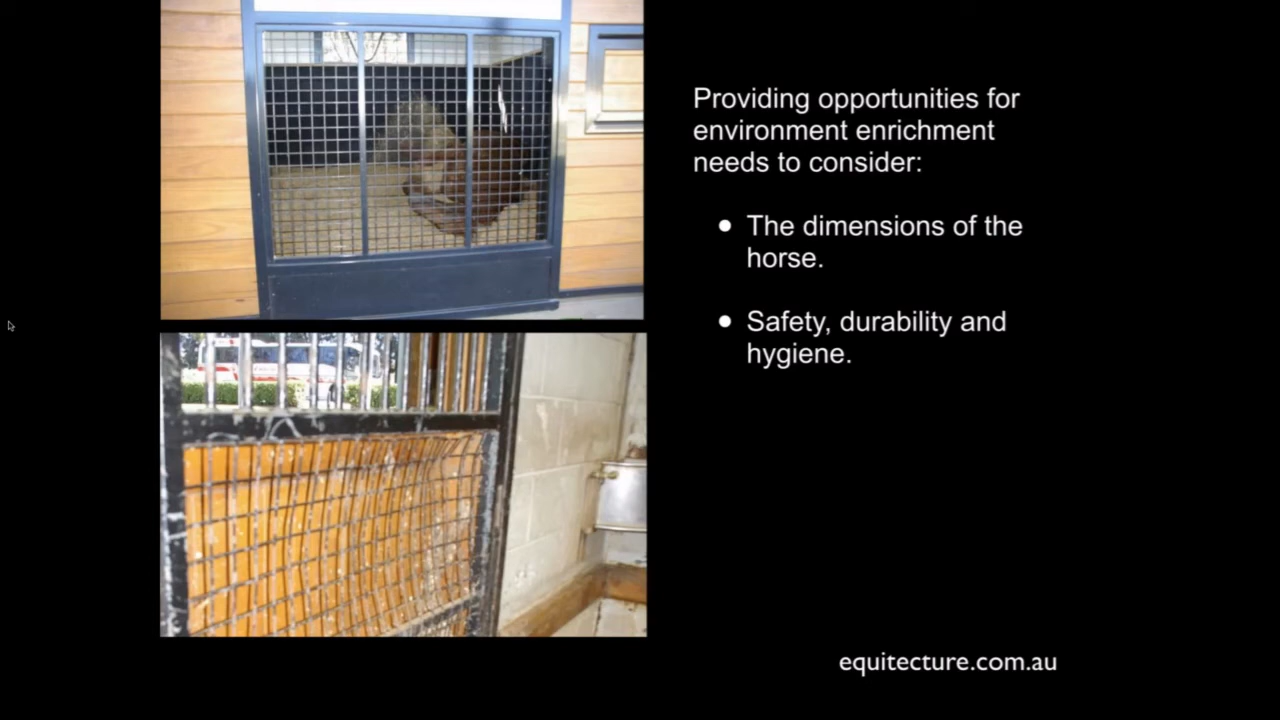 Providing opportunities for
environment enrichment
needs to consider:
● The dimensions of the
horse.
● Safety, durability and
hygiene.
equitecture.com.au